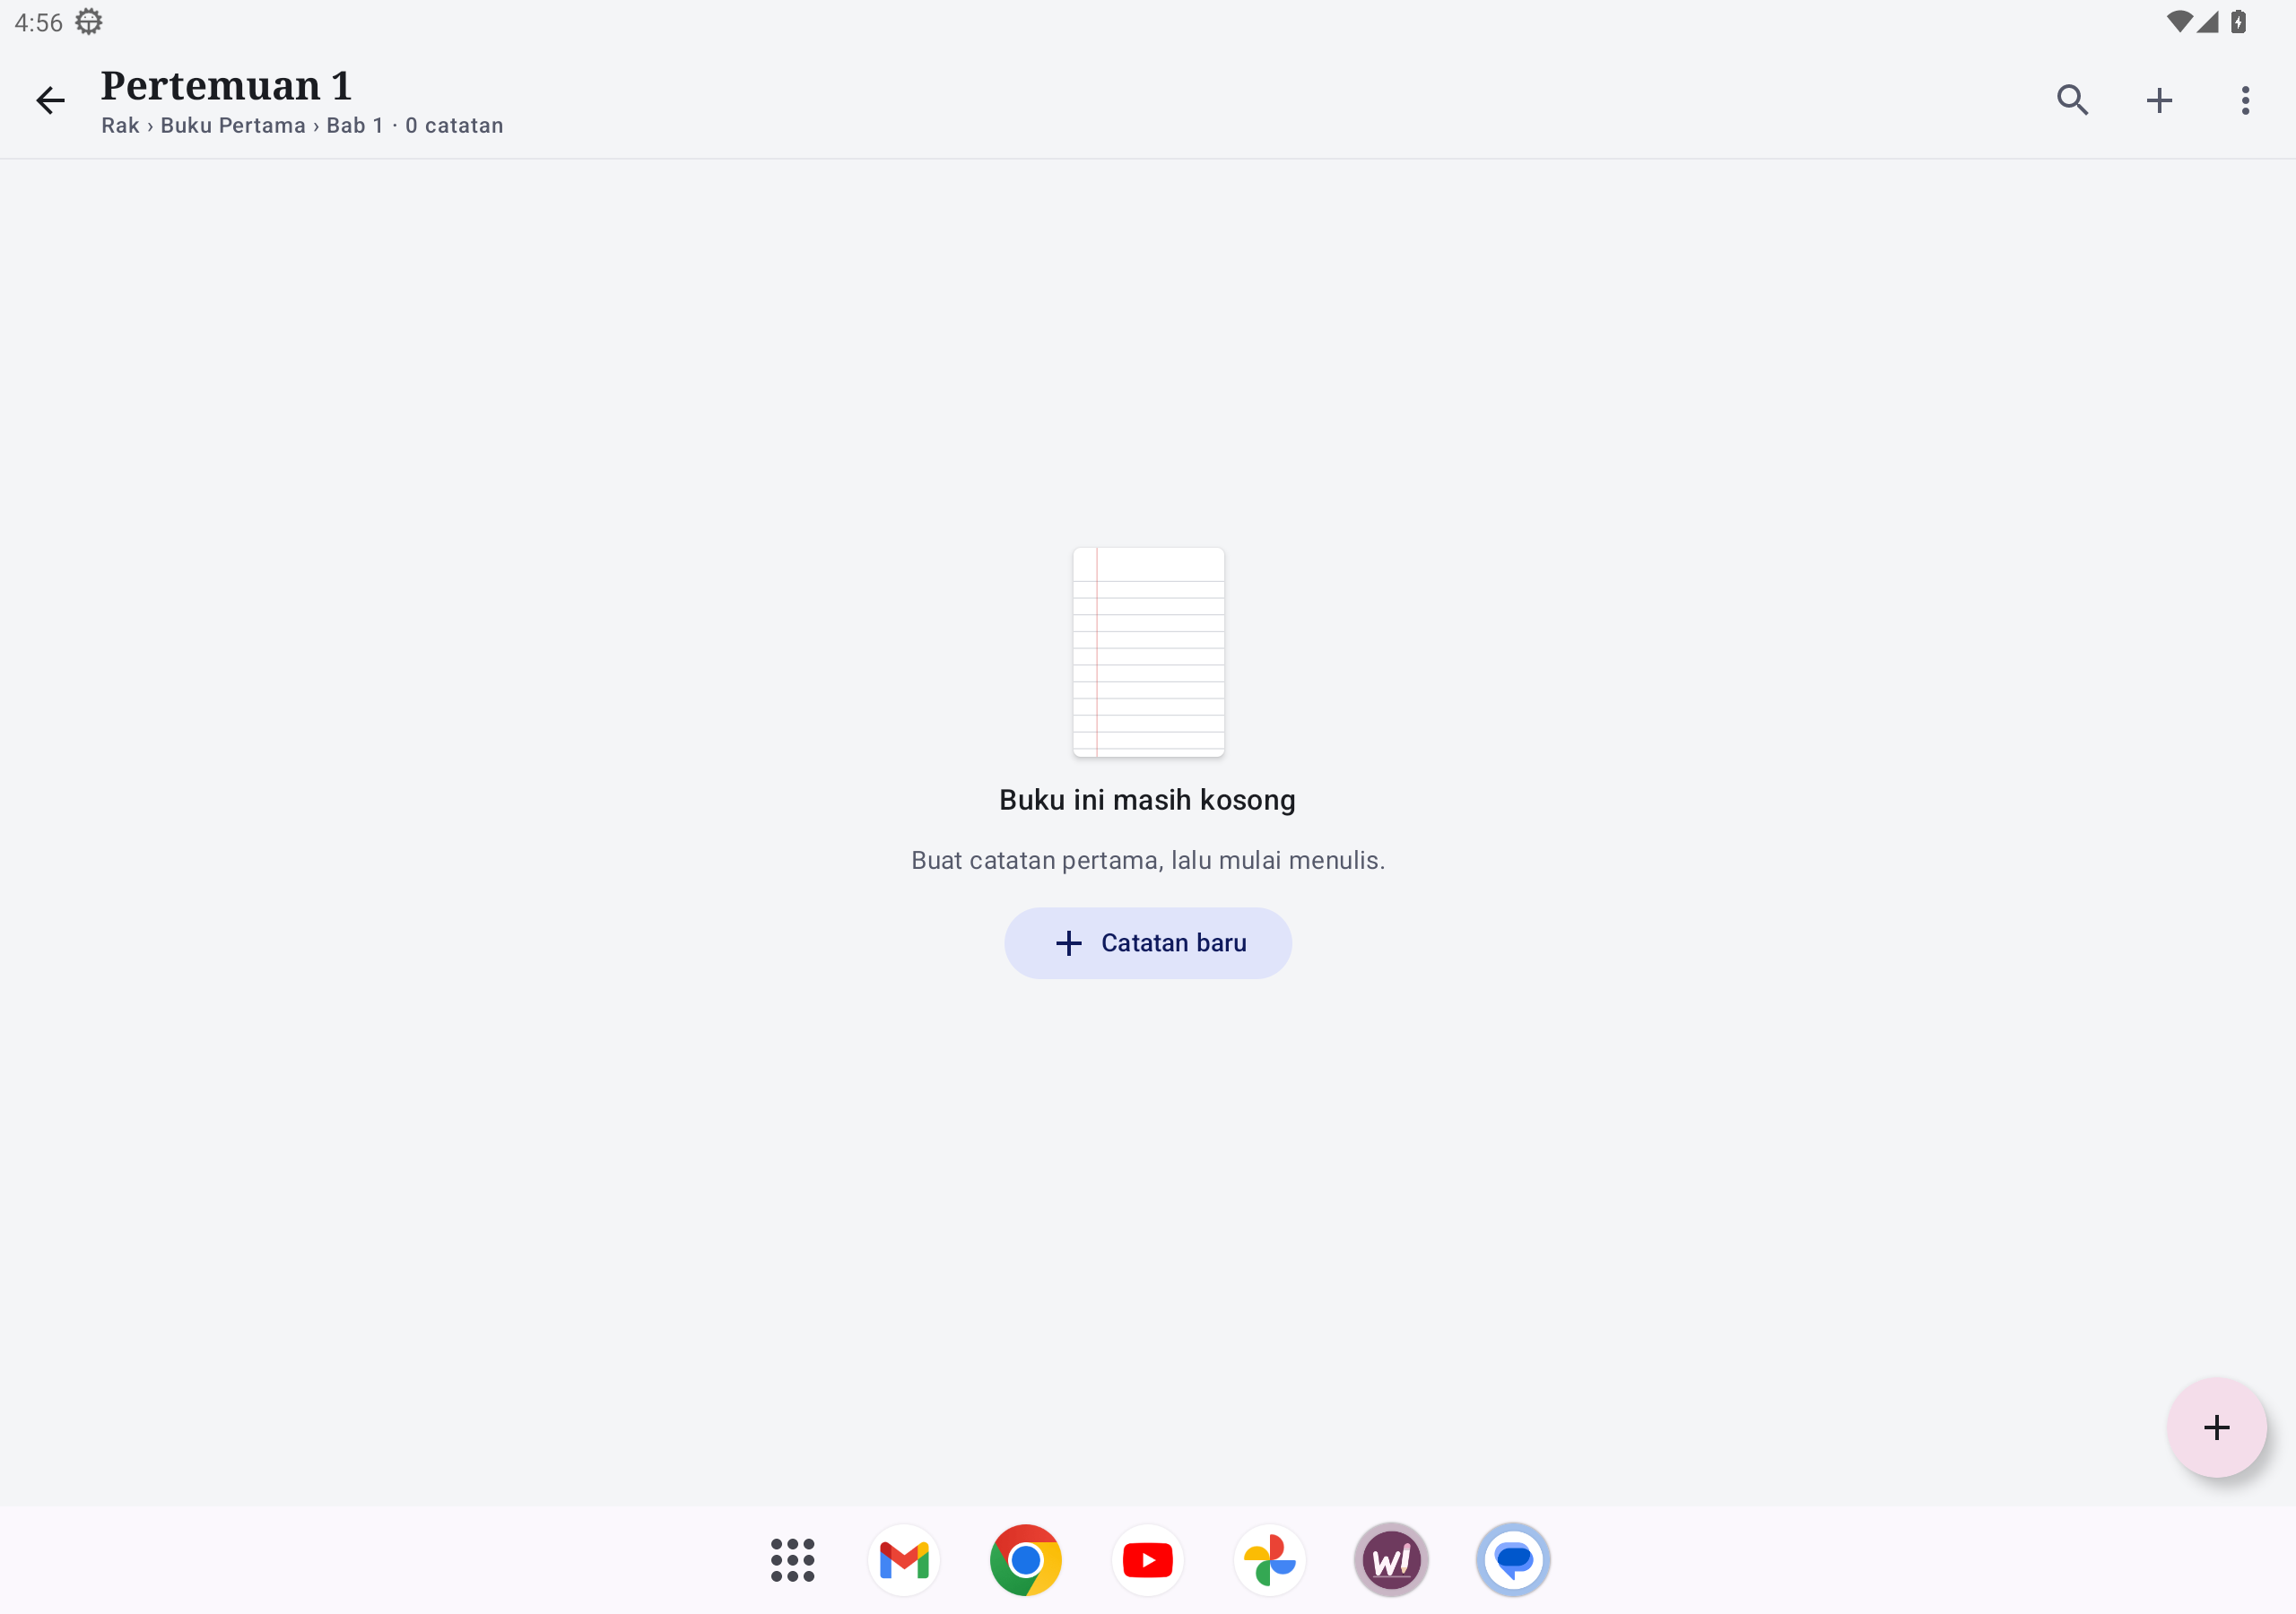 4:56
Pertemuan 1
Rak › Buku Pertama › Bab 1 · 0 catatan
Buku ini masih kosong
Buat catatan pertama, lalu mulai menulis.
Catatan baru